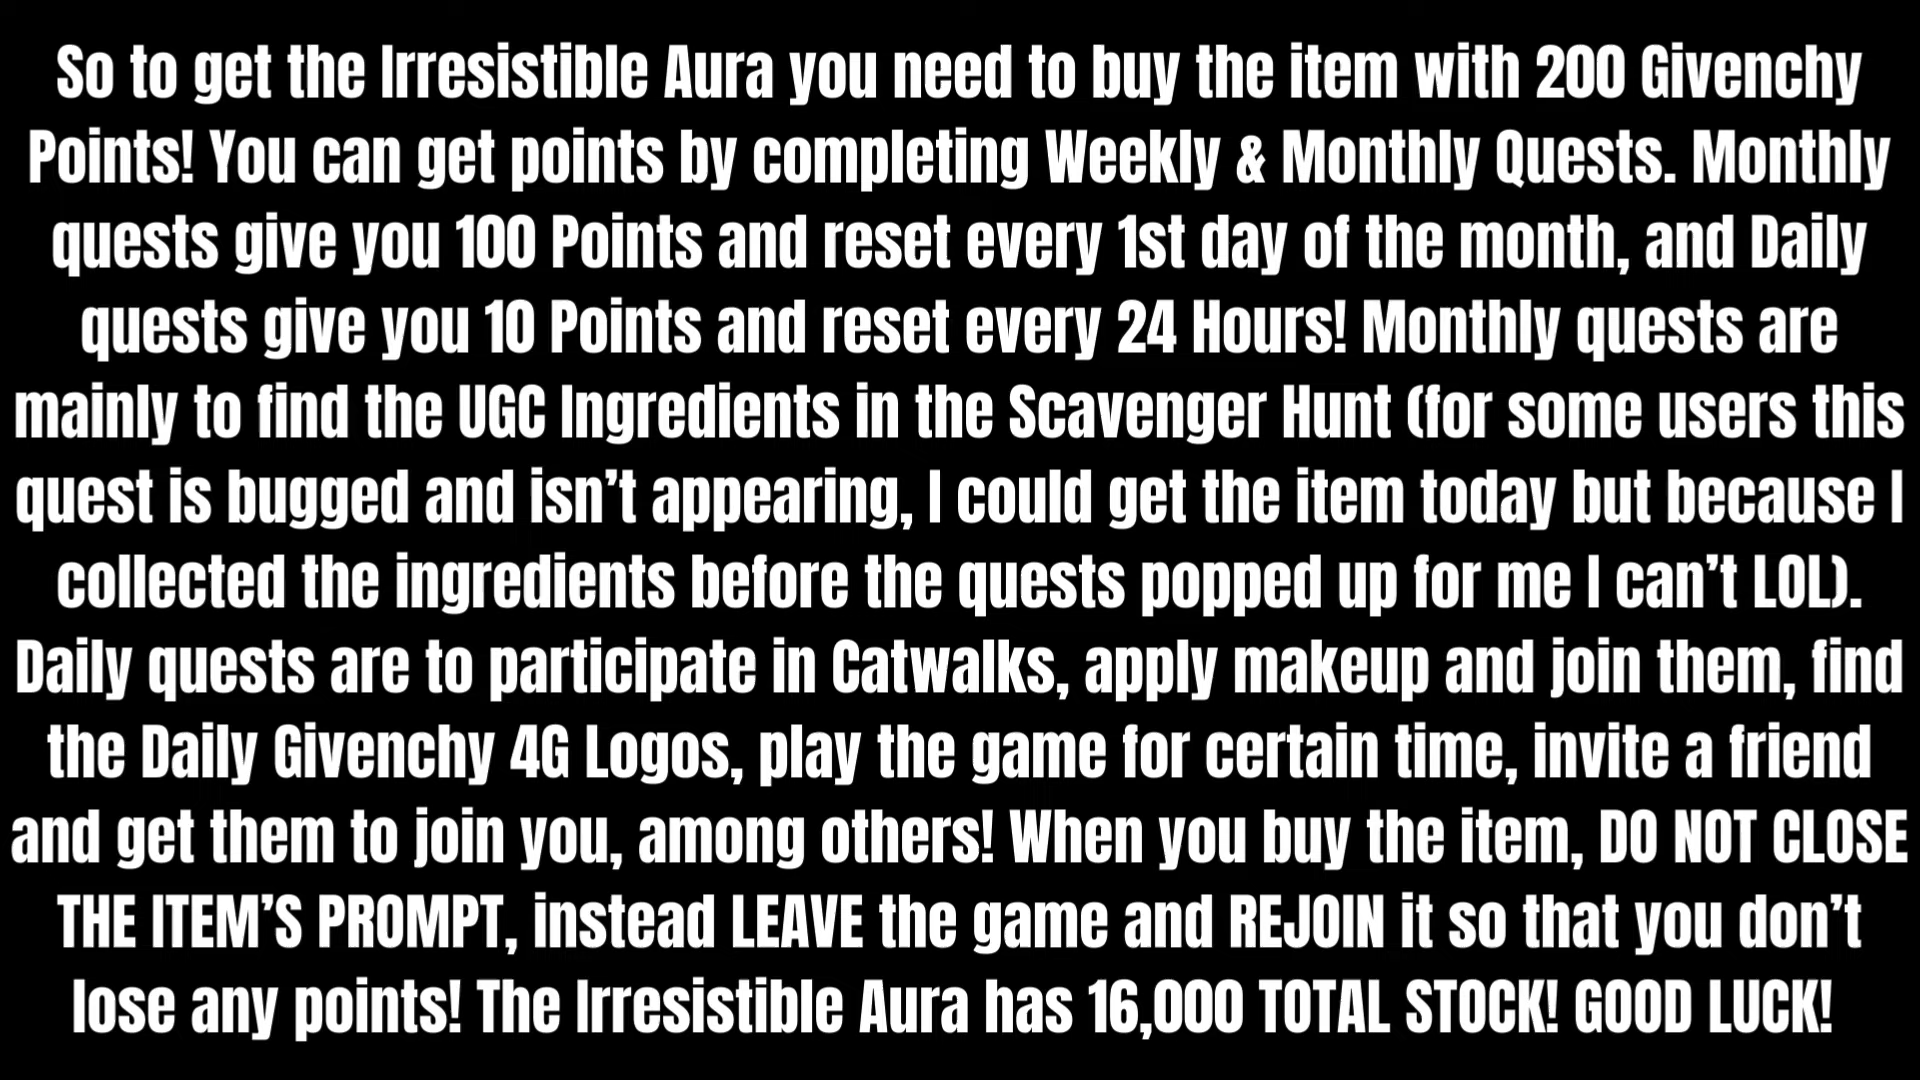 So to get the Irresistible Aura you need to buy the item with 200 Givenchy
Points! You can get points by completing Weekly & Monthly Quests. Monthly
quests give you 100 Points and reset every 1st day of the month, and Daily
quests give you 10 Points and reset every 24 Hours! Monthly quests are
mainly to find the UGC Ingredients in the Scavenger Hunt (for some users this
quest is bugged and isn’t appearing, I could get the item today but because I
collected the ingredients before the quests popped up for me I can’t LOL).
Daily quests are to participate in Catwalks, apply makeup and join them, find
the Daily Givenchy 4G Logos, play the game for certain time, invite a friend
and get them to join you, among others! When you buy the item, DO NOT CLOSE
THE ITEM’S PROMPT, instead LEAVE the game and REJOIN it so that you don’t
lose any points! The Irresistible Aura has 16,000 TOTAL STOCK! GOOD LUCK!